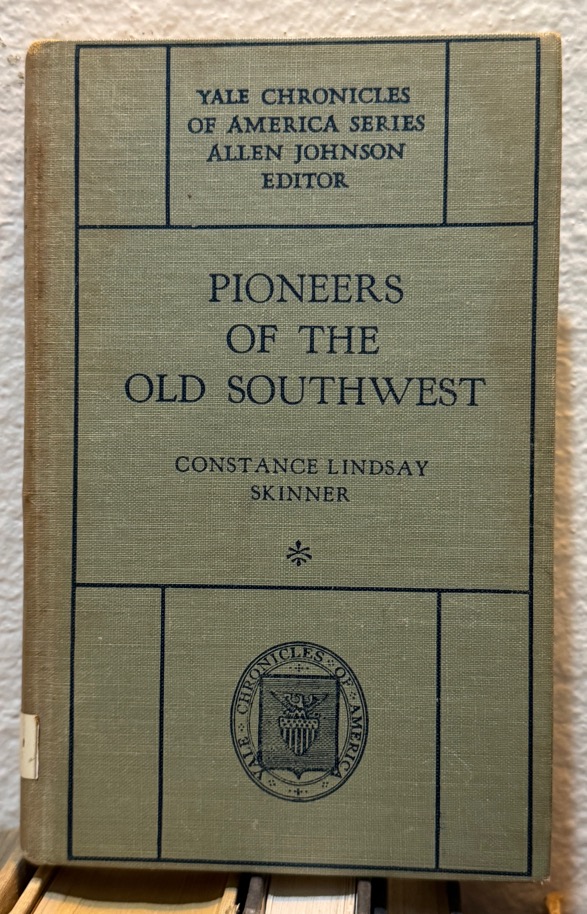 YALE CHRONICLES
OF AMERICA SERIES
ALLEN JOHNSON
EDITOR
PIONEERS
OF THE
OLD SOUTHWEST
CONSTANCE LINDSAY
SKINNER
YALE · CHRONICLES · OF · AMERICA